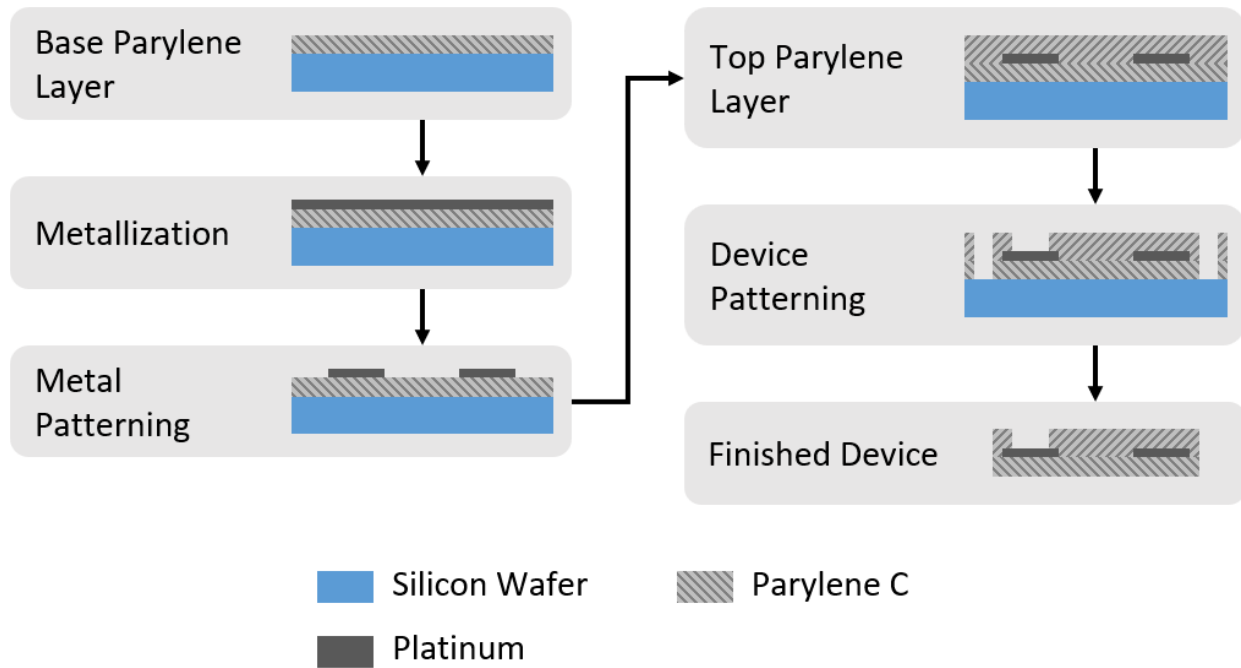 Base Parylene
Layer
Metallization
Metal
Patterning
Top Parylene
Layer
Device
Patterning
Finished Device
Silicon Wafer
Parylene C
Platinum